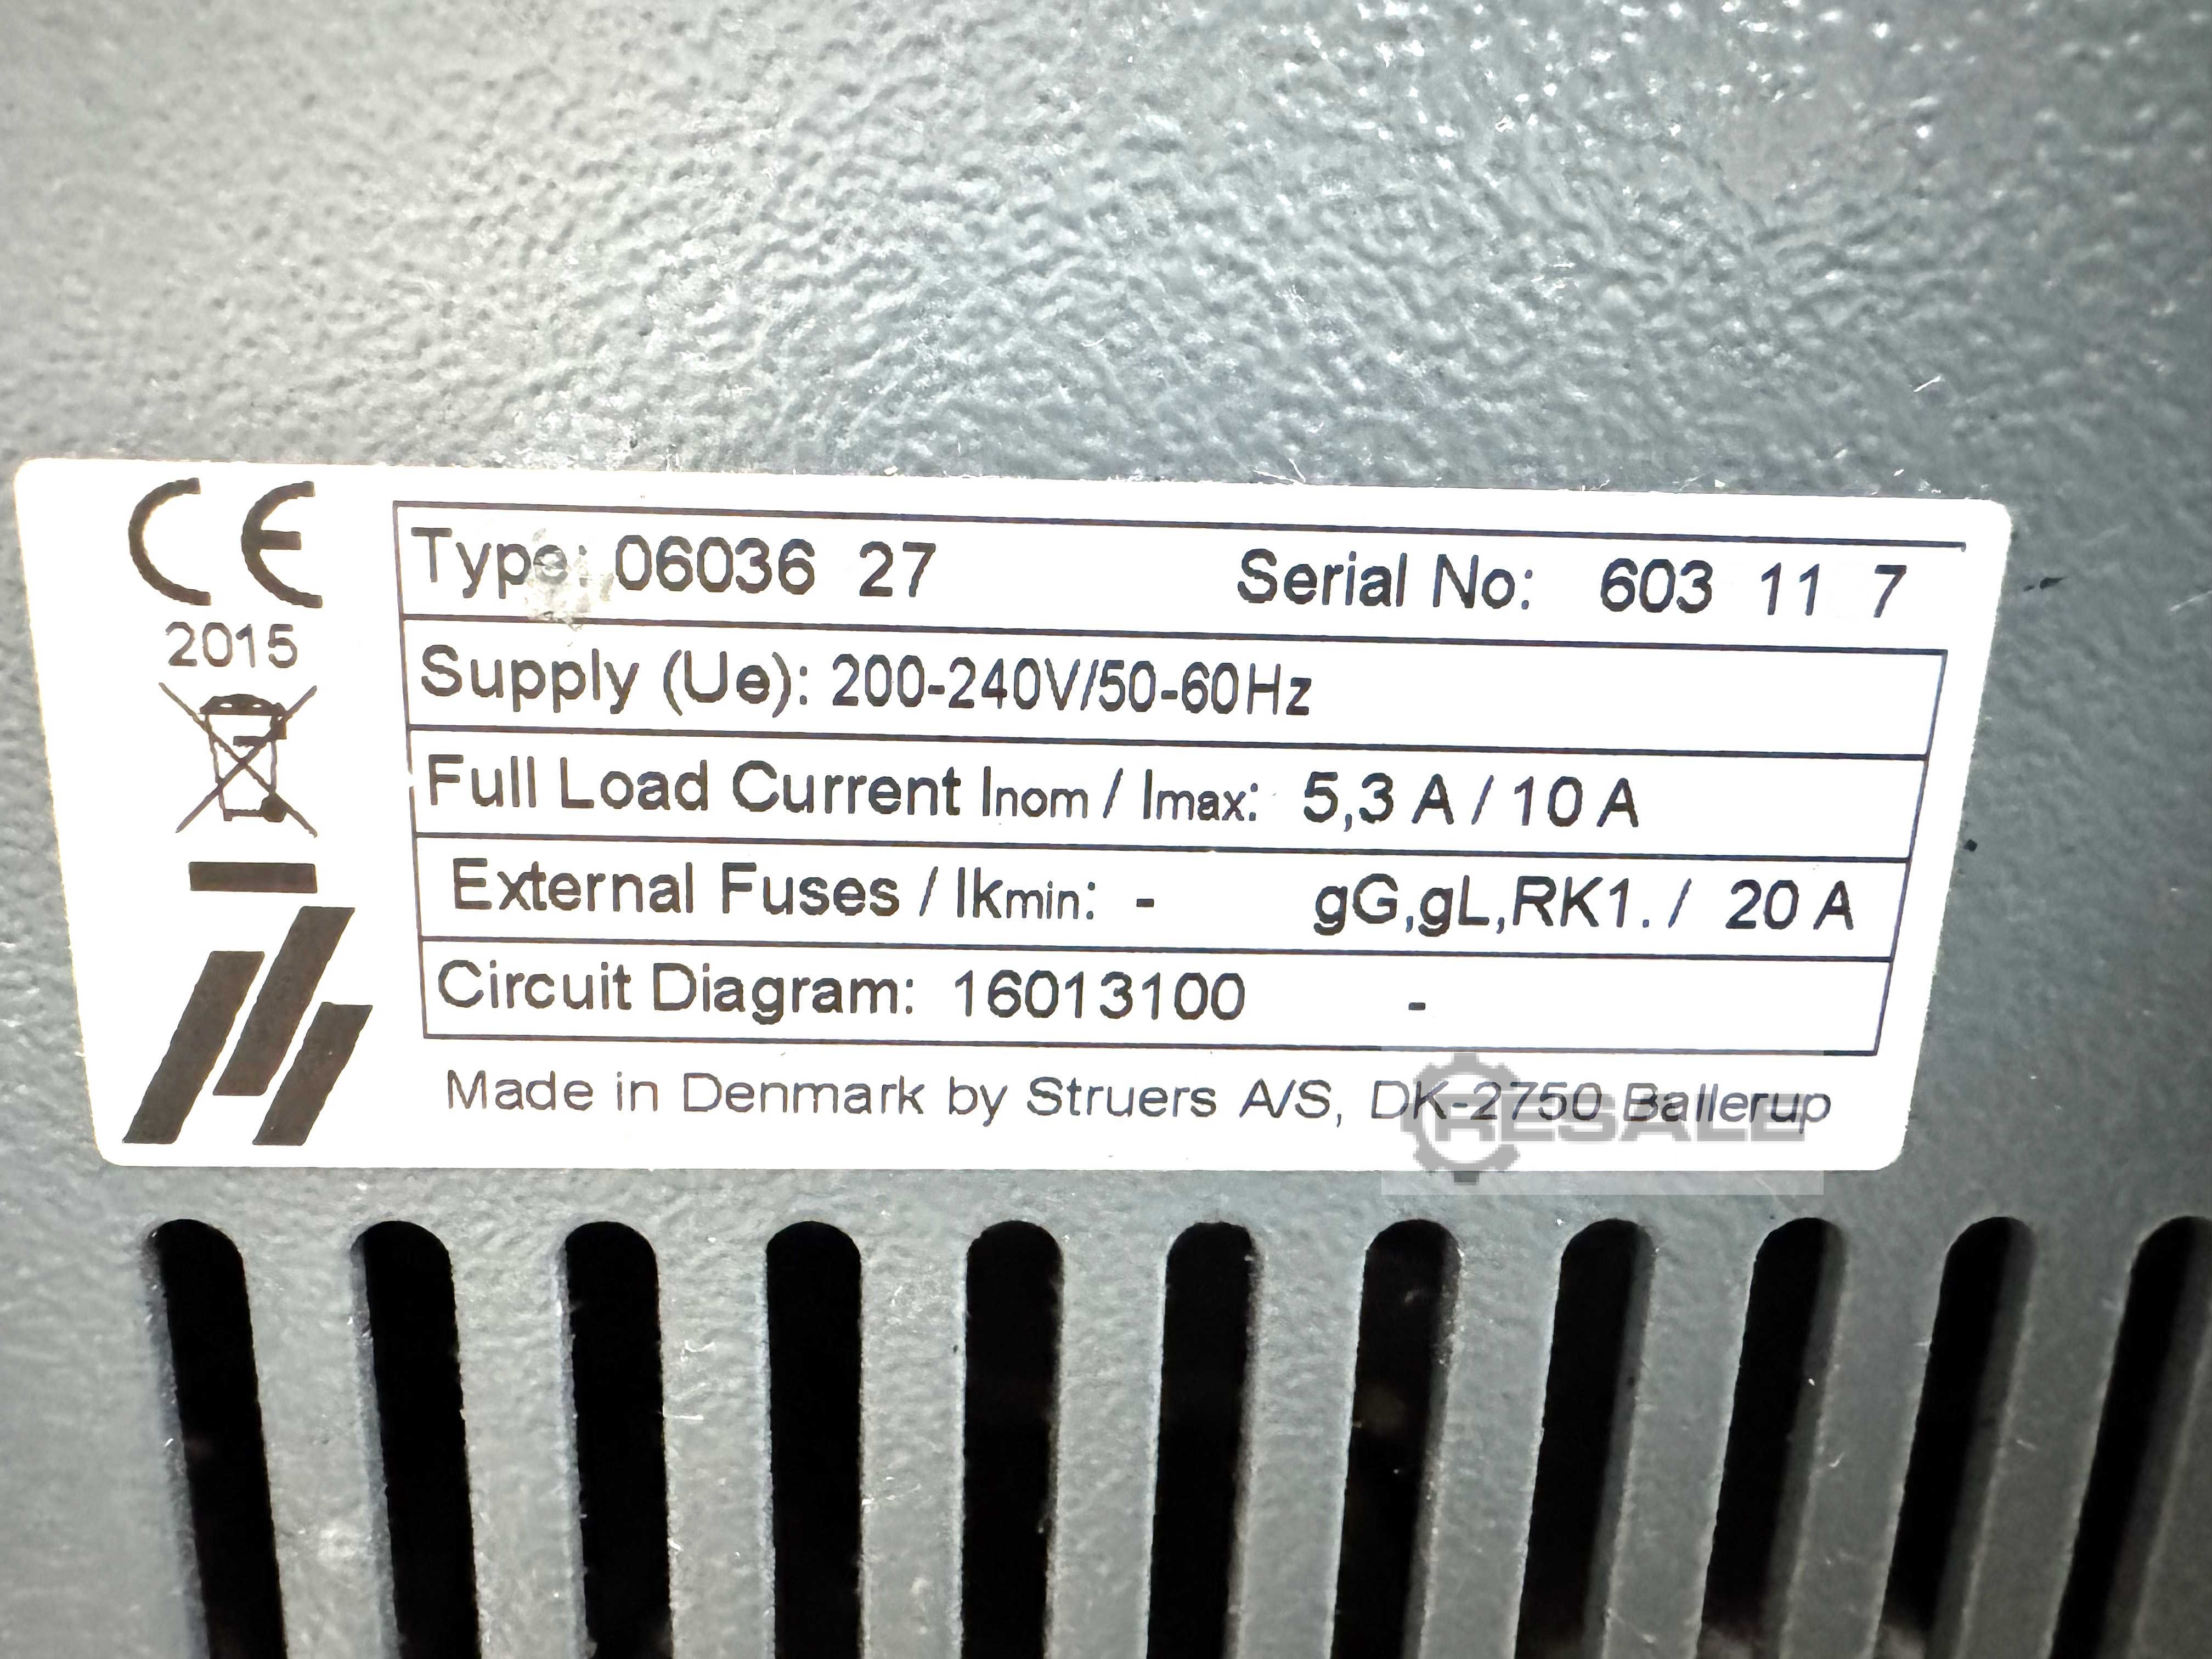 CE
2015
Type: 06036 27 Serial No: 603 11 7
Supply (Ue): 200-240V/50-60Hz
Full Load Current Inom / Imax: 5,3 A / 10 A
External Fuses / Ikmin: - gG,gL,RK1. / 20 A
Circuit Diagram: 16013100 -
Made in Denmark by Struers A/S, DK-2750 Ballerup
RESALE